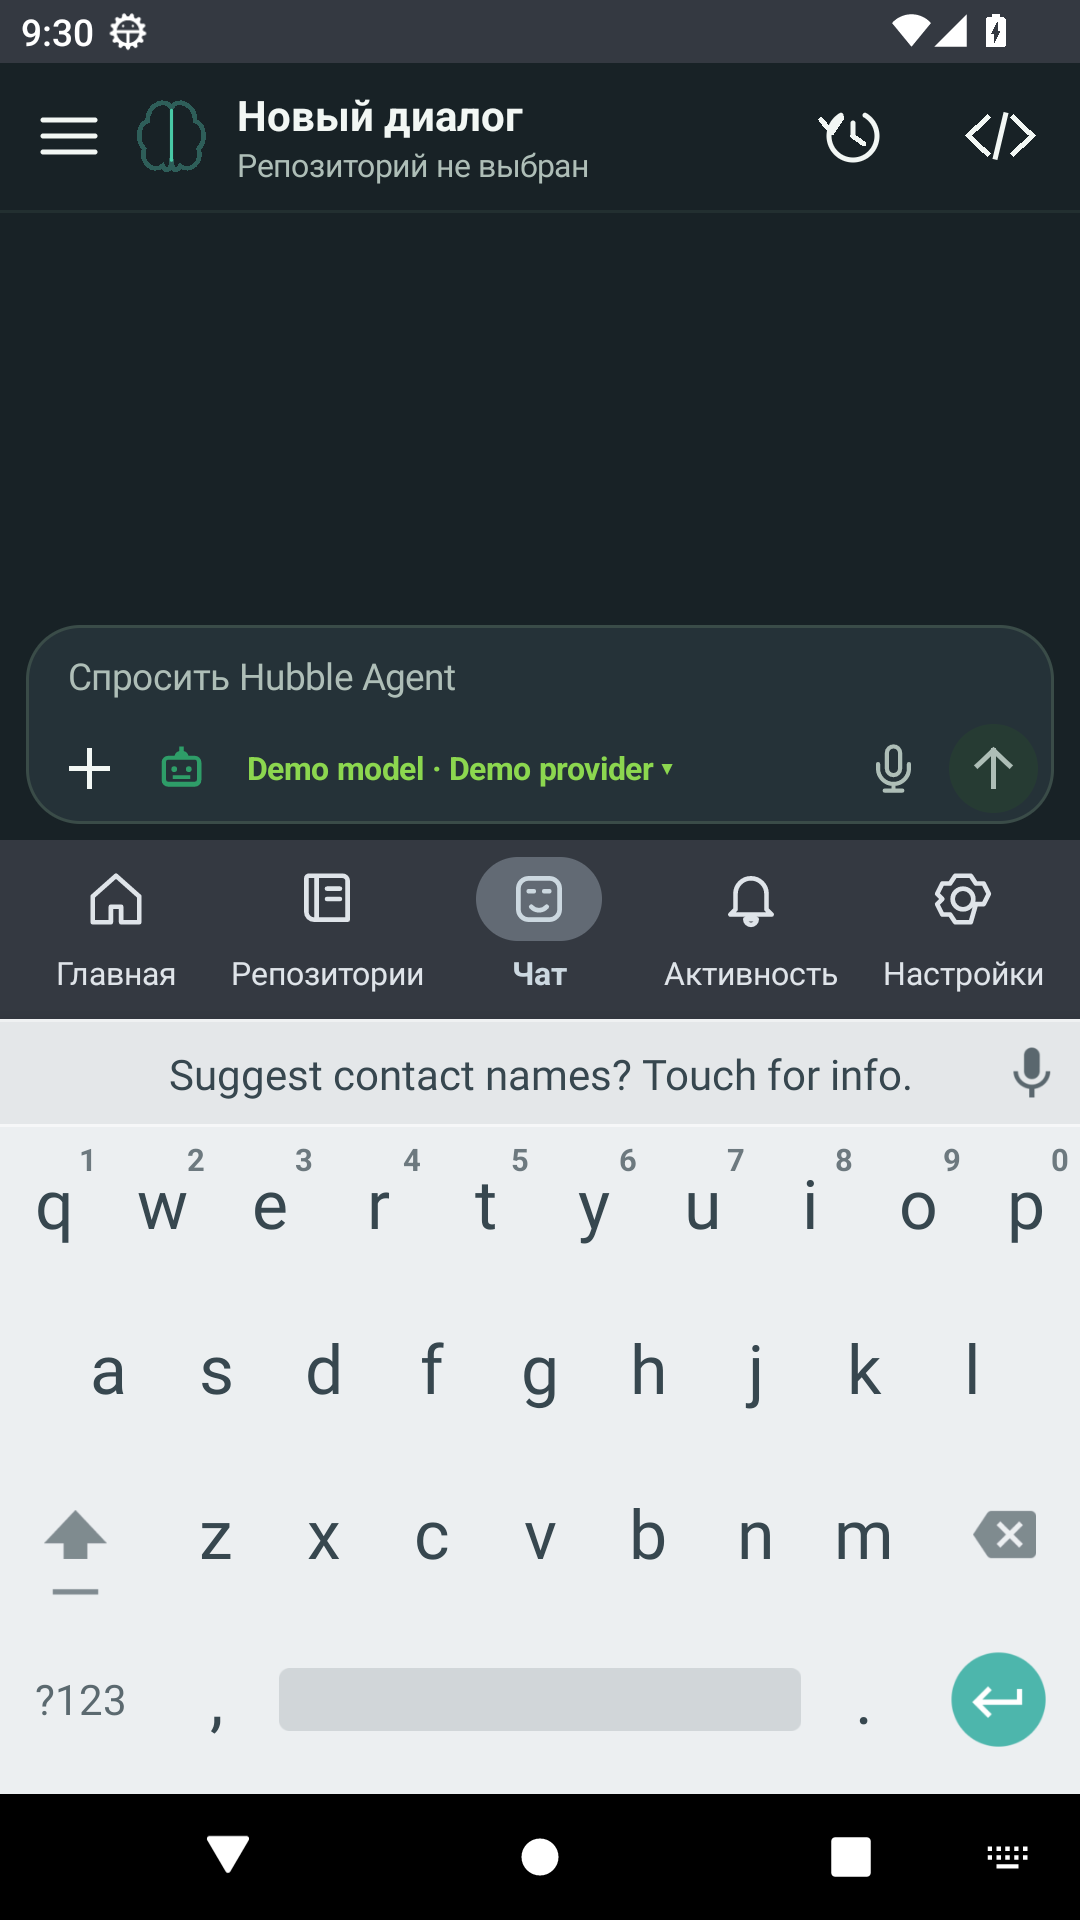 9:30
Новый диалог
Репозиторий не выбран
Спросить Hubble Agent
Demo model · Demo provider ▾
Главная Репозитории Чат Активность Настройки
Suggest contact names? Touch for info.
1 2 3 4 5 6 7 8 9 0
q w e r t y u i o p
a s d f g h j k l
z x c v b n m
?123 , .